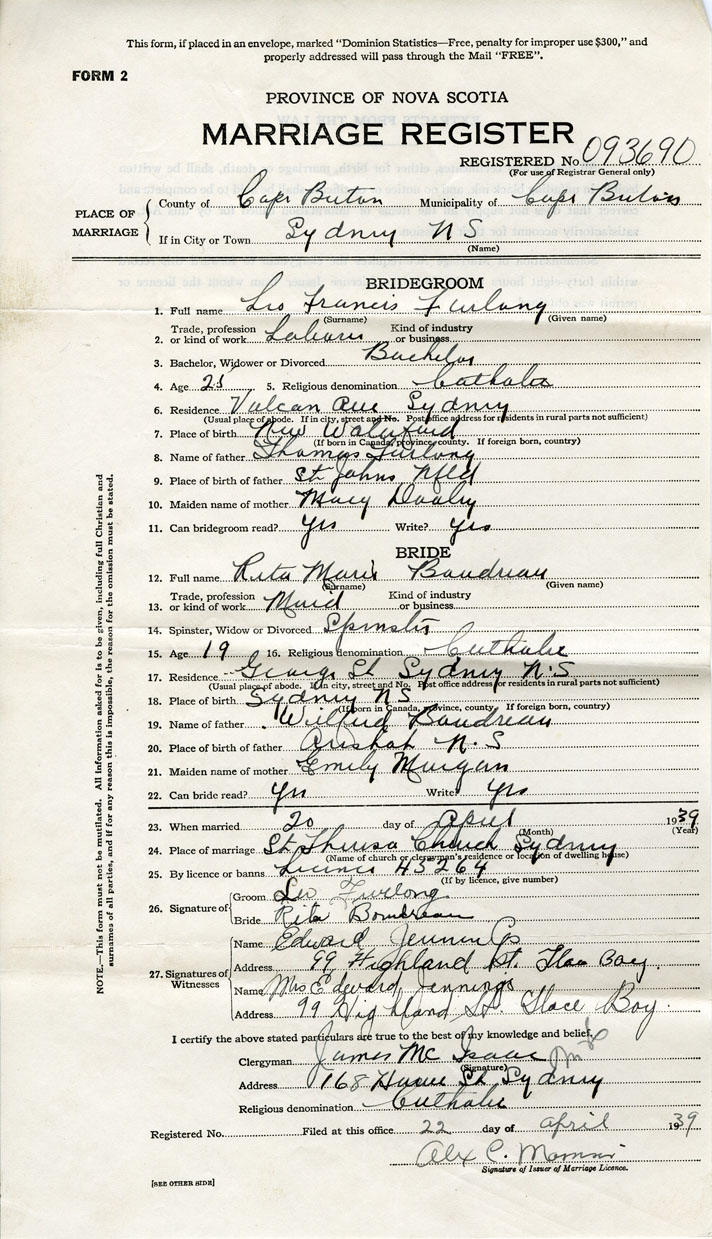 This form, if placed in an envelope, marked “Dominion Statistics—Free, penalty for improper use $300,” and
properly addressed will pass through the Mail “FREE”.
FORM 2
PROVINCE OF NOVA SCOTIA
MARRIAGE REGISTER
REGISTERED No. 093690
(For use of Registrar General only)
PLACE OF MARRIAGE
County of Cape Breton Municipality of Cape Breton
If in City or Town Sydney N S
(Name)
BRIDEGROOM
1. Full name Leo Francis Furlong
(Surname) (Given name)
2. Trade, profession or kind of work Laborer Kind of industry or business
3. Bachelor, Widower or Divorced Bachelor
4. Age 25 5. Religious denomination Catholic
6. Residence Vulcan Ave Sydney
(Usual place of abode. If in city, street and No. Post office address for residents in rural parts not sufficient)
7. Place of birth New Waterford
(If born in Canada, province, county. If foreign born, country)
8. Name of father Thomas Furlong
9. Place of birth of father St Johns Nfld
10. Maiden name of mother Mary
11. Can bridegroom read? Yes Write? Yes
BRIDE
12. Full name Rita Marie Boudreau
(Surname) (Given name)
13. Trade, profession or kind of work Maid Kind of industry or business
14. Spinster, Widow or Divorced Spinster
15. Age 19 16. Religious denomination Catholic
17. Residence George St Sydney N.S
(Usual place of abode. If in city, street and No. Post office address for residents in rural parts not sufficient)
18. Place of birth Sydney NS
(If born in Canada, province, county. If foreign born, country)
19. Name of father Wilfred Boudreau
20. Place of birth of father Arichat N.S
21. Maiden name of mother Emily
22. Can bride read? Yes Write? Yes
23. When married 20 day of April 1939
(Month) (Year)
24. Place of marriage St Theresa Church Sydney
(Name of church or clergyman's residence or location of dwelling house)
25. By licence or banns Licence 45264
(If by licence, give number)
26. Signature of
Groom Leo Furlong
Bride Rita Boudreau
27. Signatures of Witnesses
Name Edward Jennings
Address 99 Highland St. Glace Bay.
Name Mrs Edward Jennings
Address 99 Highland St. Glace Bay.
I certify the above stated particulars are true to the best of my knowledge and belief.
Clergyman James Mc Isaac
(Signature)
Address 168 St Sydney
Religious denomination Catholic
Registered No. Filed at this office 22 day of April 1939
Alex C.
Signature of Issuer of Marriage Licence.
[SEE OTHER SIDE]
NOTE.—This form must not be mutilated. All information asked for is to be given, including full Christian and
surnames of all parties, and if for any reason this is impossible, the reason for the omission must be stated.